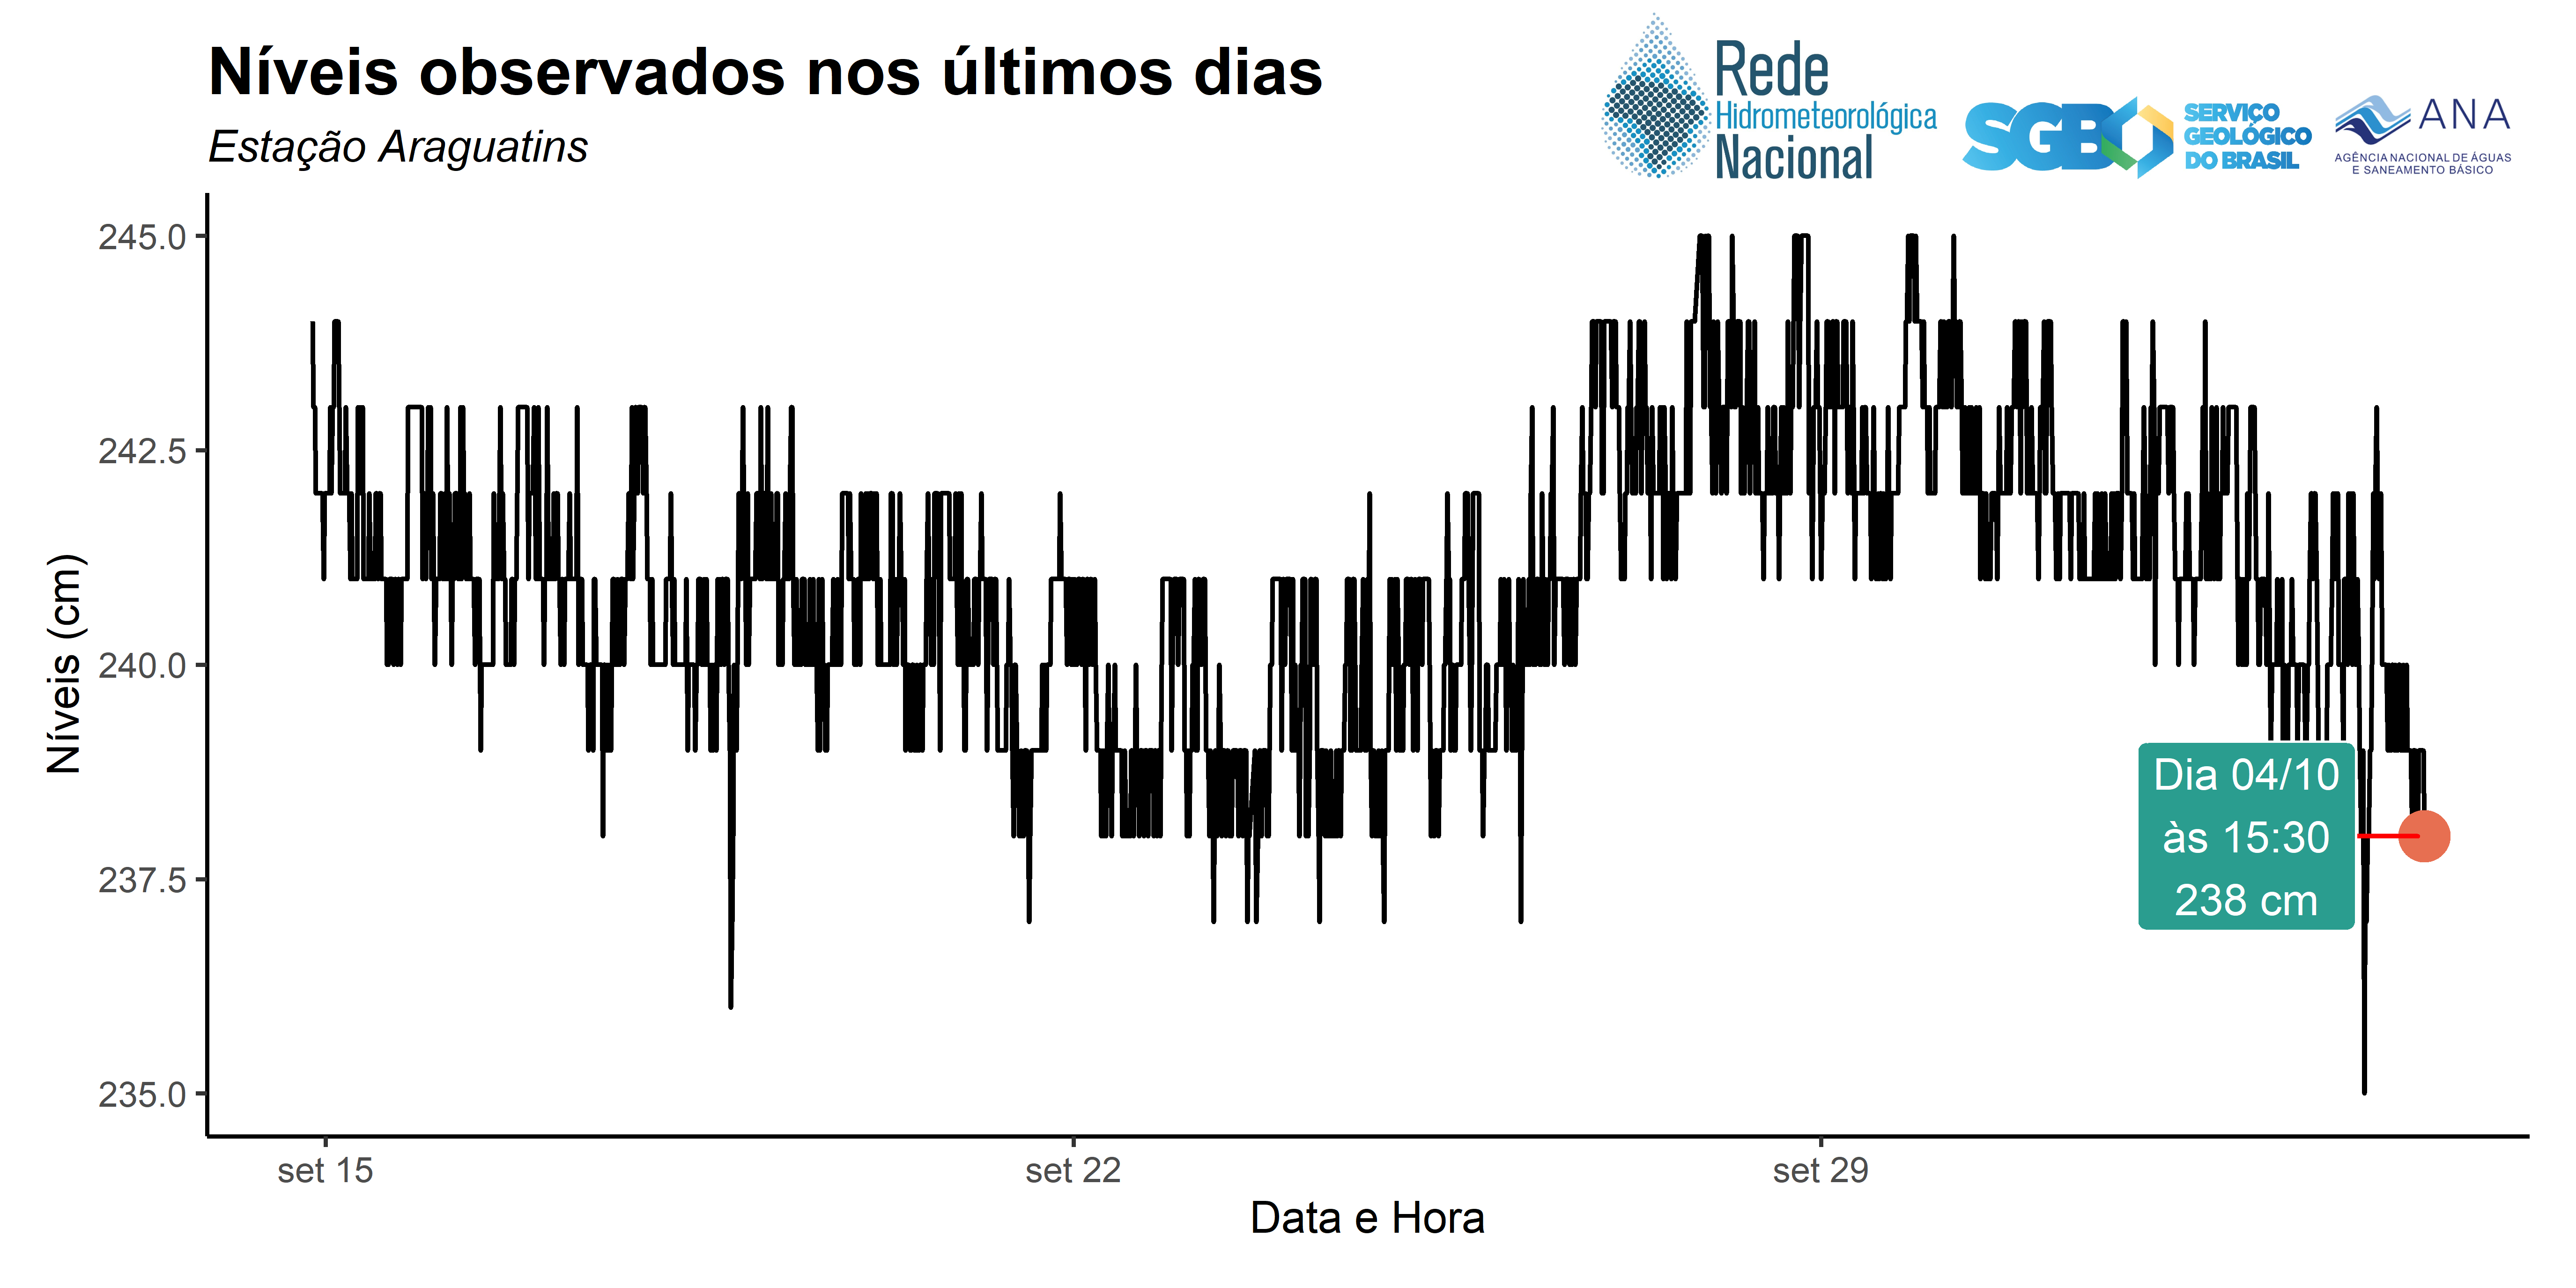 Níveis observados nos últimos dias
Estação Araguatins
Rede
Hidrometeorológica
Nacional
SGB
SERVIÇO
GEOLÓGICO
DO BRASIL
ANA
AGÊNCIA NACIONAL DE ÁGUAS
E SANEAMENTO BÁSICO
Níveis (cm)
245.0
242.5
240.0
237.5
235.0
Dia 04/10
às 15:30
238 cm
set 15
set 22
set 29
Data e Hora